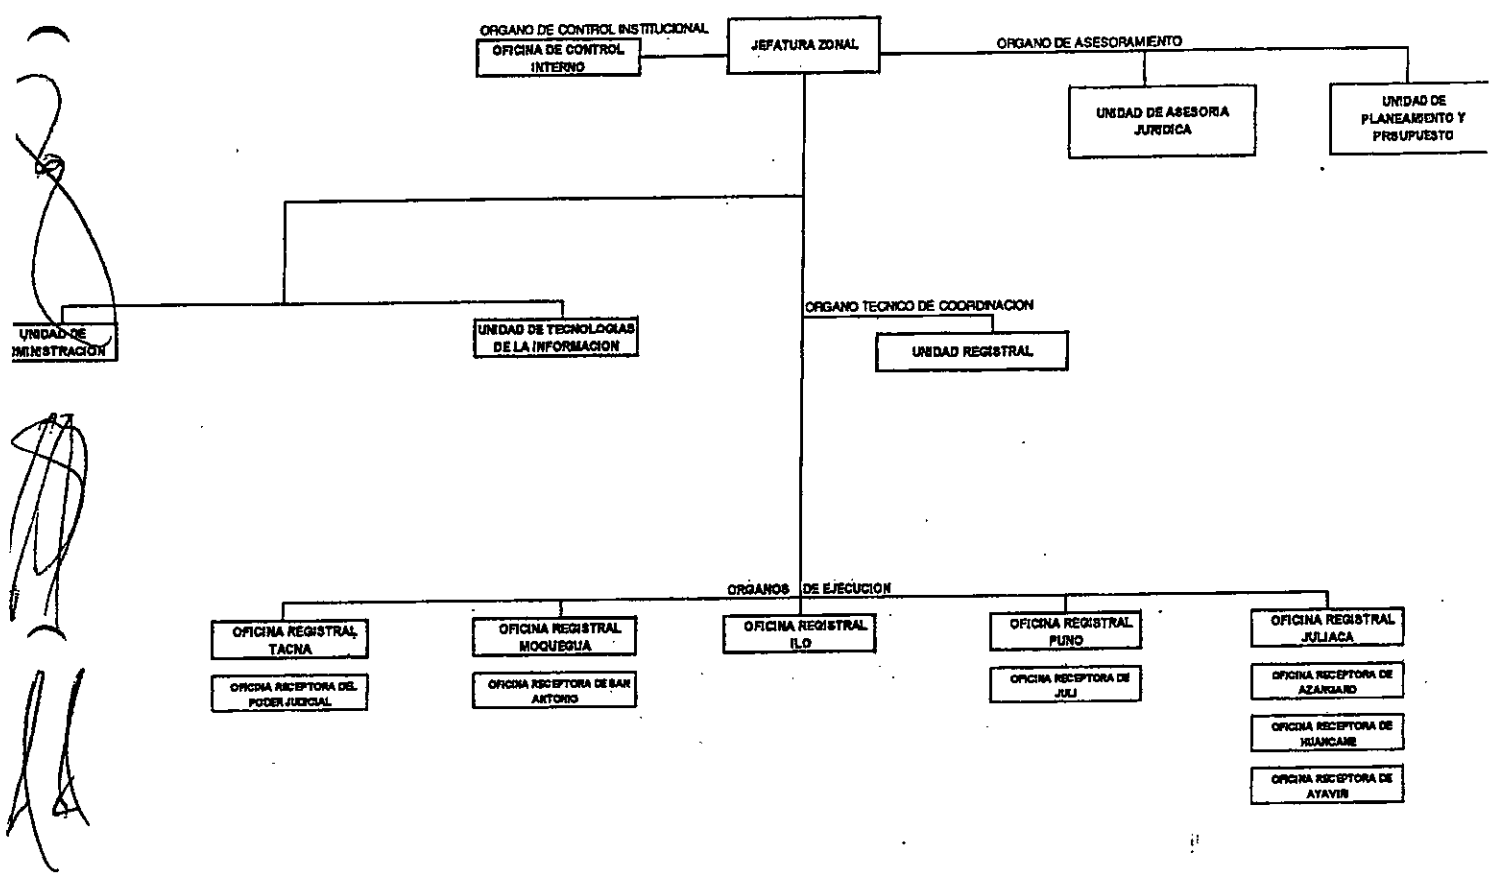 ORGANO DE CONTROL INSTITUCIONAL
OFICINA DE CONTROL
INTERNO
JEFATURA ZONAL
ORGANO DE ASESORAMIENTO
UNIDAD DE ASESORIA
JURIDICA
UNIDAD DE
PLANEAMIENTO Y
PRSUPUESTO
UNIDAD DE
MINISTRACION
UNIDAD DE TECNOLOGIAS
DE LA INFORMACION
ORGANO TECNICO DE COORDINACION
UNIDAD REGISTRAL
ORGANOS DE EJECUCION
OFICINA REGISTRAL
TACNA
OFICINA RECEPTORA DEL
PODER JUDICIAL
OFICINA REGISTRAL
MOQUEGUA
OFICINA RECEPTORA DE SAN
ANTONIO
OFICINA REGISTRAL
ILO
OFICINA REGISTRAL
PUNO
OFICINA RECEPTORA DE
JULI
OFICINA REGISTRAL
JULIACA
OFICINA RECEPTORA DE
AZANGARO
OFICINA RECEPTORA DE
HUANCANE
OFICINA RECEPTORA DE
AYAVIRI